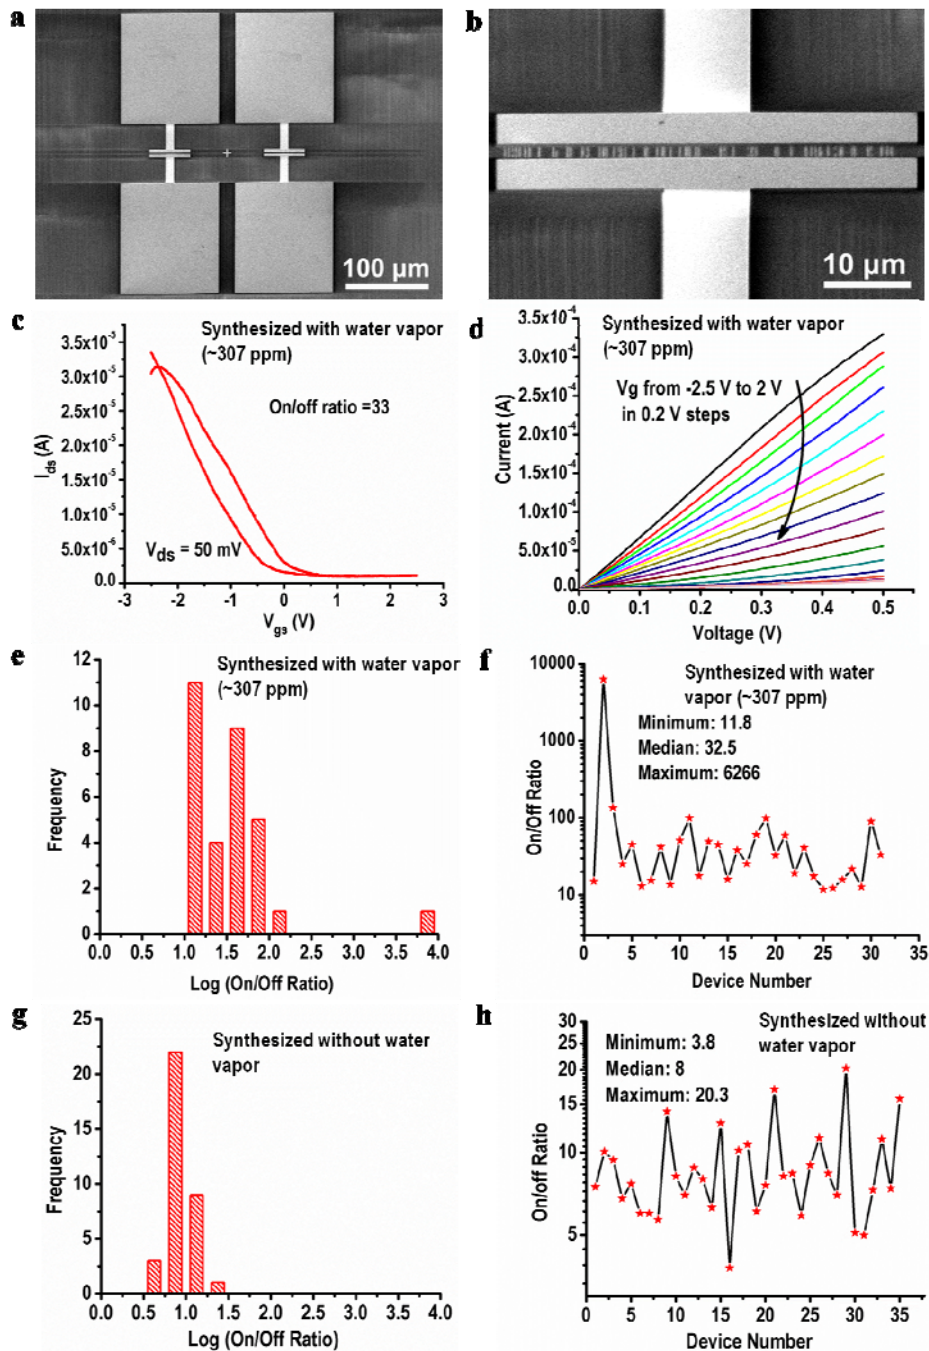 a
b
100 µm
10 µm
c
Synthesized with water vapor
(~307 ppm)
On/off ratio =33
V_ds = 50 mV
3.5x10⁻⁵
3.0x10⁻⁵
2.5x10⁻⁵
2.0x10⁻⁵
1.5x10⁻⁵
1.0x10⁻⁵
5.0x10⁻⁶
0.0
I_ds (A)
-3 -2 -1 0 1 2 3
V_gs (V)
d
Synthesized with water vapor
(~307 ppm)
Vg from -2.5 V to 2 V
in 0.2 V steps
3.5x10⁻⁴
3.0x10⁻⁴
2.5x10⁻⁴
2.0x10⁻⁴
1.5x10⁻⁴
1.0x10⁻⁴
5.0x10⁻⁵
0.0
Current (A)
0.0 0.1 0.2 0.3 0.4 0.5
Voltage (V)
e
Synthesized with water vapor
(~307 ppm)
12
10
8
6
4
2
0
Frequency
0.0 0.5 1.0 1.5 2.0 2.5 3.0 3.5 4.0
Log (On/Off Ratio)
f
Synthesized with water
vapor (~307 ppm)
Minimum: 11.8
Median: 32.5
Maximum: 6266
10000
1000
100
10
On/Off Ratio
0 5 10 15 20 25 30 35
Device Number
g
Synthesized without water
vapor
25
20
15
10
5
0
Frequency
0.0 0.5 1.0 1.5 2.0 2.5 3.0 3.5 4.0
Log (On/Off Ratio)
h
Synthesized without
water vapor
Minimum: 3.8
Median: 8
Maximum: 20.3
30
25
20
15
10
5
On/off Ratio
0 5 10 15 20 25 30 35
Device Number